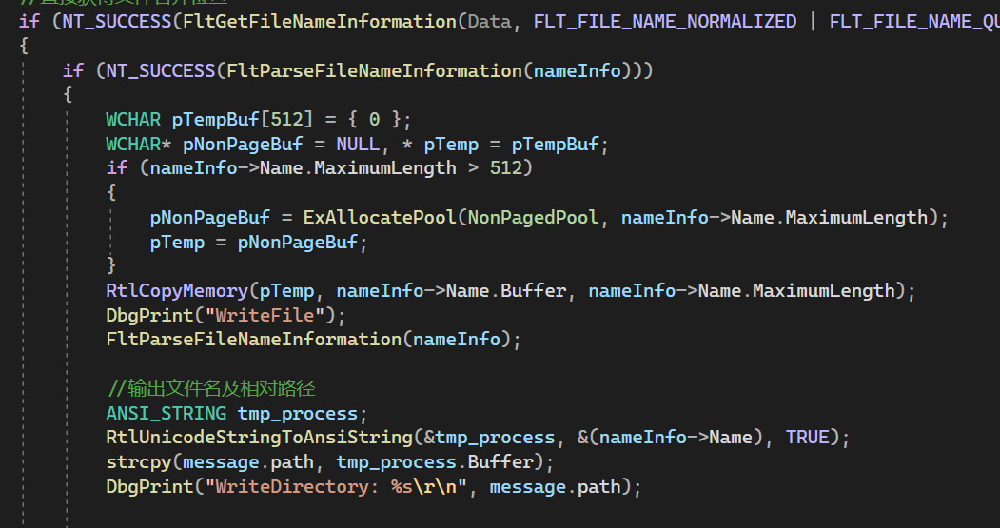 if (NT_SUCCESS(FltGetFileNameInformation(Data, FLT_FILE_NAME_NORMALIZED | FLT_FILE_NAME_QU
{
if (NT_SUCCESS(FltParseFileNameInformation(nameInfo)))
{
WCHAR pTempBuf[512] = { 0 };
WCHAR* pNonPageBuf = NULL, * pTemp = pTempBuf;
if (nameInfo->Name.MaximumLength > 512)
{
pNonPageBuf = ExAllocatePool(NonPagedPool, nameInfo->Name.MaximumLength);
pTemp = pNonPageBuf;
}
RtlCopyMemory(pTemp, nameInfo->Name.Buffer, nameInfo->Name.MaximumLength);
DbgPrint("WriteFile");
FltParseFileNameInformation(nameInfo);
//输出文件名及相对路径
ANSI_STRING tmp_process;
RtlUnicodeStringToAnsiString(&tmp_process, &(nameInfo->Name), TRUE);
strcpy(message.path, tmp_process.Buffer);
DbgPrint("WriteDirectory: %s\r\n", message.path);